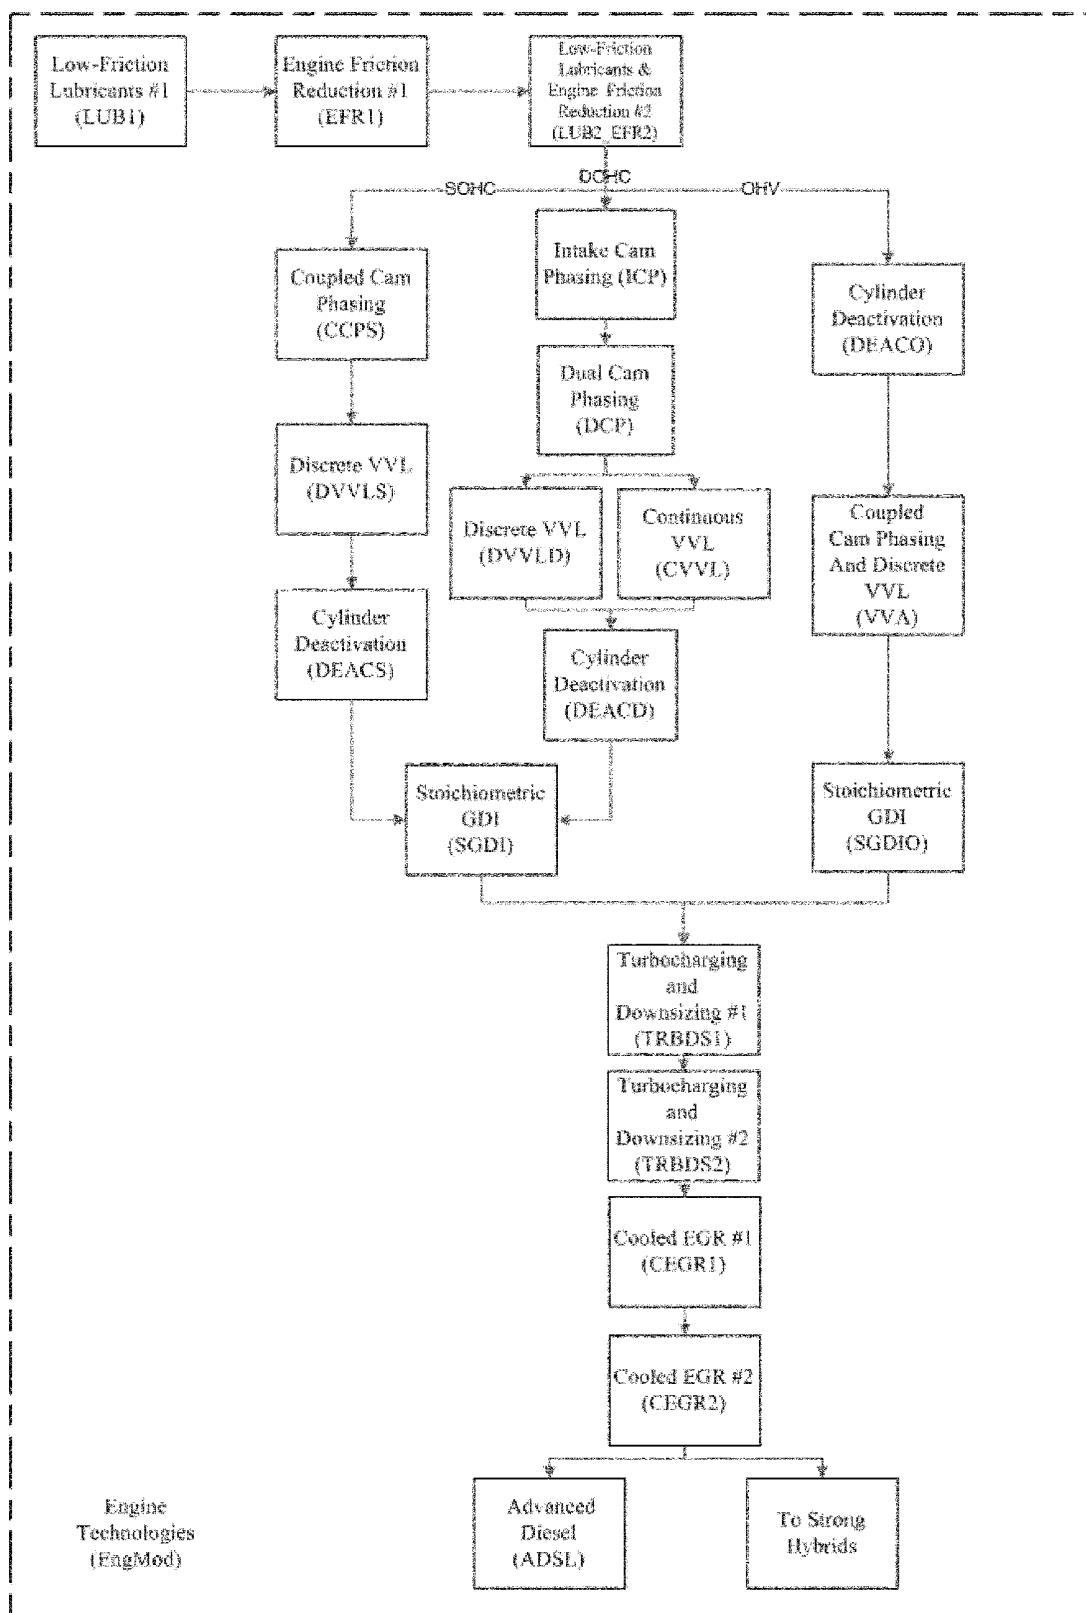 Low-Friction
Lubricants #1
(LUB1)
Engine Friction
Reduction #1
(EFR1)
Low-Friction
Lubricants &
Engine Friction
Reduction #2
(LUB2_EFR2)
SOHC
DOHC
OHV
Coupled Cam
Phasing
(CCPS)
Intake Cam
Phasing (ICP)
Cylinder
Deactivation
(DEACO)
Dual Cam
Phasing
(DCP)
Discrete VVL
(DVVLS)
Discrete VVL
(DVVLD)
Continuous
VVL
(CVVL)
Coupled
Cam Phasing
And Discrete
VVL
(VVA)
Cylinder
Deactivation
(DEACS)
Cylinder
Deactivation
(DEACD)
Stoichiometric
GDI
(SGDI)
Stoichiometric
GDI
(SGDIO)
Turbocharging
and
Downsizing #1
(TRBDS1)
Turbocharging
and
Downsizing #2
(TRBDS2)
Cooled EGR #1
(CEGR1)
Cooled EGR #2
(CEGR2)
Engine
Technologies
(EngMod)
Advanced
Diesel
(ADSL)
To Strong
Hybrids